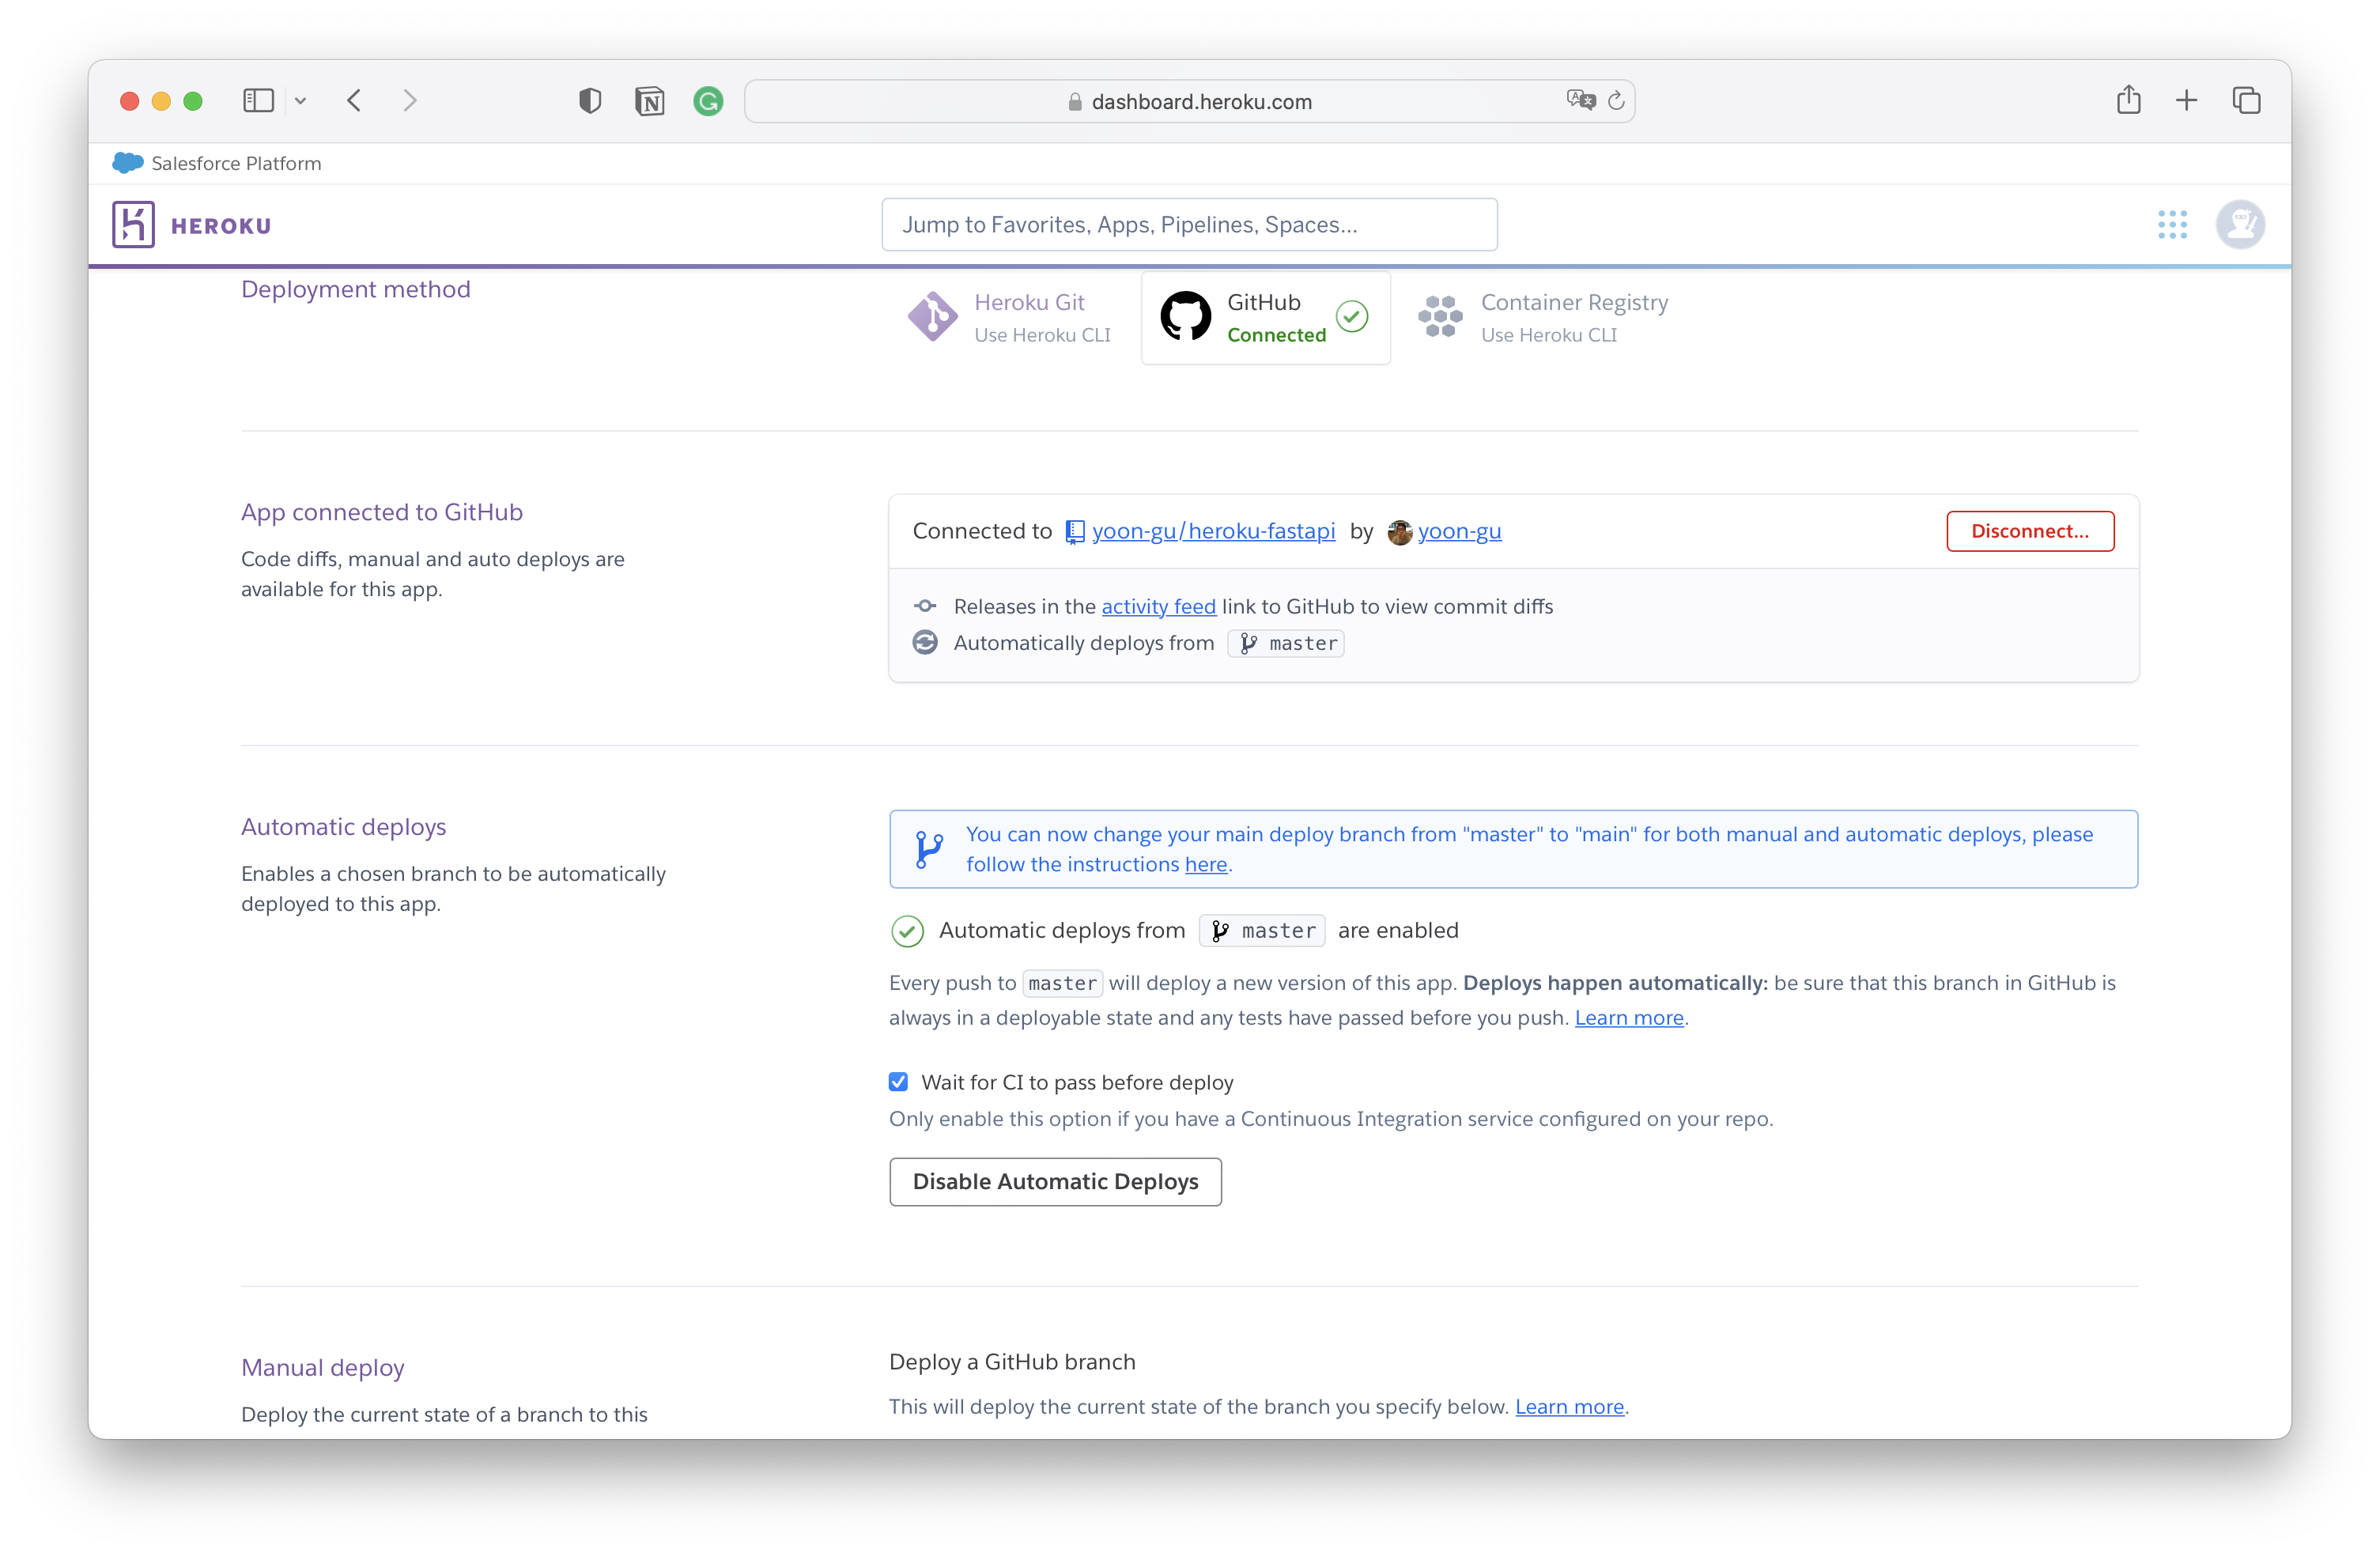 dashboard.heroku.com
Salesforce Platform
HEROKU
Jump to Favorites, Apps, Pipelines, Spaces...
Deployment method
Heroku Git
Use Heroku CLI
GitHub
Connected
Container Registry
Use Heroku CLI
App connected to GitHub
Code diffs, manual and auto deploys are
available for this app.
Connected to yoon-gu/heroku-fastapi by yoon-gu
Disconnect...
Releases in the activity feed link to GitHub to view commit diffs
Automatically deploys from master
Automatic deploys
Enables a chosen branch to be automatically
deployed to this app.
You can now change your main deploy branch from "master" to "main" for both manual and automatic deploys, please
follow the instructions here.
Automatic deploys from master are enabled
Every push to master will deploy a new version of this app. Deploys happen automatically: be sure that this branch in GitHub is
always in a deployable state and any tests have passed before you push. Learn more.
Wait for CI to pass before deploy
Only enable this option if you have a Continuous Integration service configured on your repo.
Disable Automatic Deploys
Manual deploy
Deploy the current state of a branch to this
Deploy a GitHub branch
This will deploy the current state of the branch you specify below. Learn more.